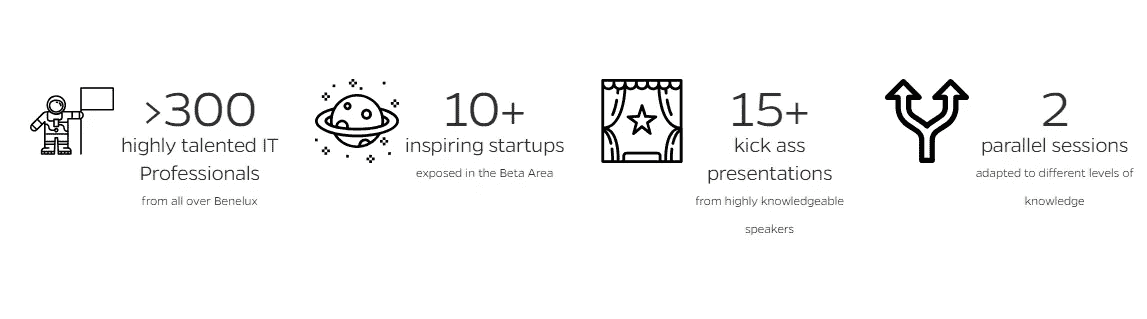 >300
highly talented IT
Professionals
from all over Benelux
10+
inspiring startups
exposed in the Beta Area
15+
kick ass
presentations
from highly knowledgeable
speakers
2
parallel sessions
adapted to different levels of
knowledge